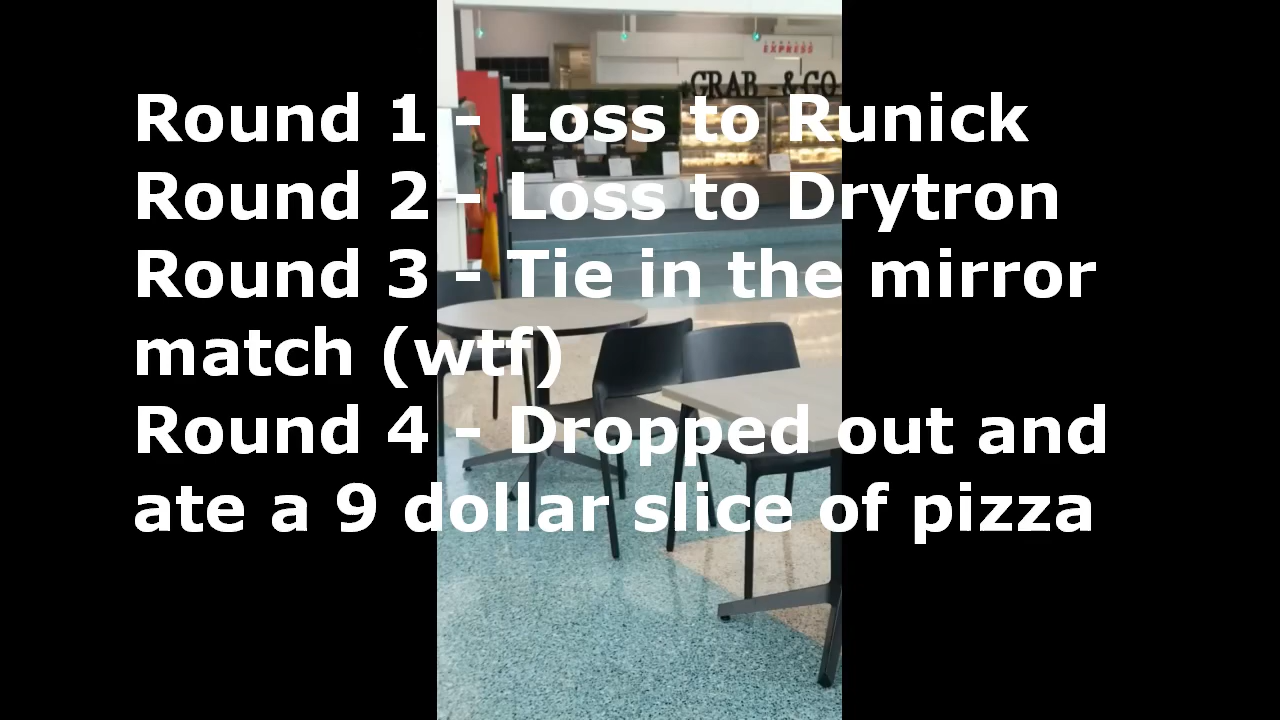 EXPRESS
GRAB & GO
Round 1 - Loss to Runick
Round 2 - Loss to Drytron
Round 3 - Tie in the mirror
match (wtf)
Round 4 - Dropped out and
ate a 9 dollar slice of pizza